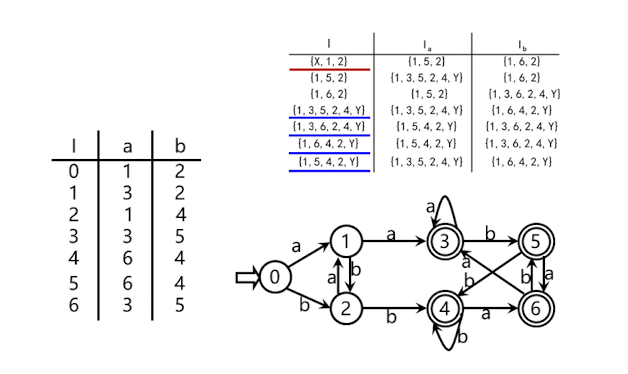 I Iₐ I_b
{X, 1, 2} {1, 5, 2} {1, 6, 2}
{1, 5, 2} {1, 3, 5, 2, 4, Y} {1, 6, 2}
{1, 6, 2} {1, 5, 2} {1, 3, 6, 2, 4, Y}
{1, 3, 5, 2, 4, Y} {1, 3, 5, 2, 4, Y} {1, 6, 4, 2, Y}
{1, 3, 6, 2, 4, Y} {1, 5, 4, 2, Y} {1, 3, 6, 2, 4, Y}
{1, 6, 4, 2, Y} {1, 5, 4, 2, Y} {1, 3, 6, 2, 4, Y}
{1, 5, 4, 2, Y} {1, 3, 5, 2, 4, Y} {1, 6, 4, 2, Y}
I a b
0 1 2
1 3 2
2 1 4
3 3 5
4 6 4
5 6 4
6 3 5
a
a 1 a 3 b 5
0 a b a b b a
b 2 b 4 a 6
b